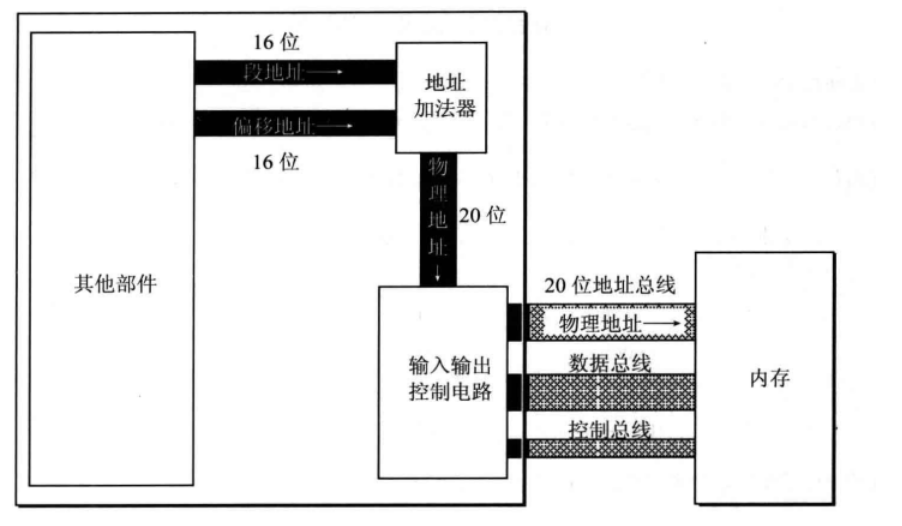 16 位
段地址
地址
加法器
偏移地址
16 位
物
理
地
址
20 位
其他部件
20 位地址总线
物理地址
输入输出
控制电路
数据总线
内存
控制总线